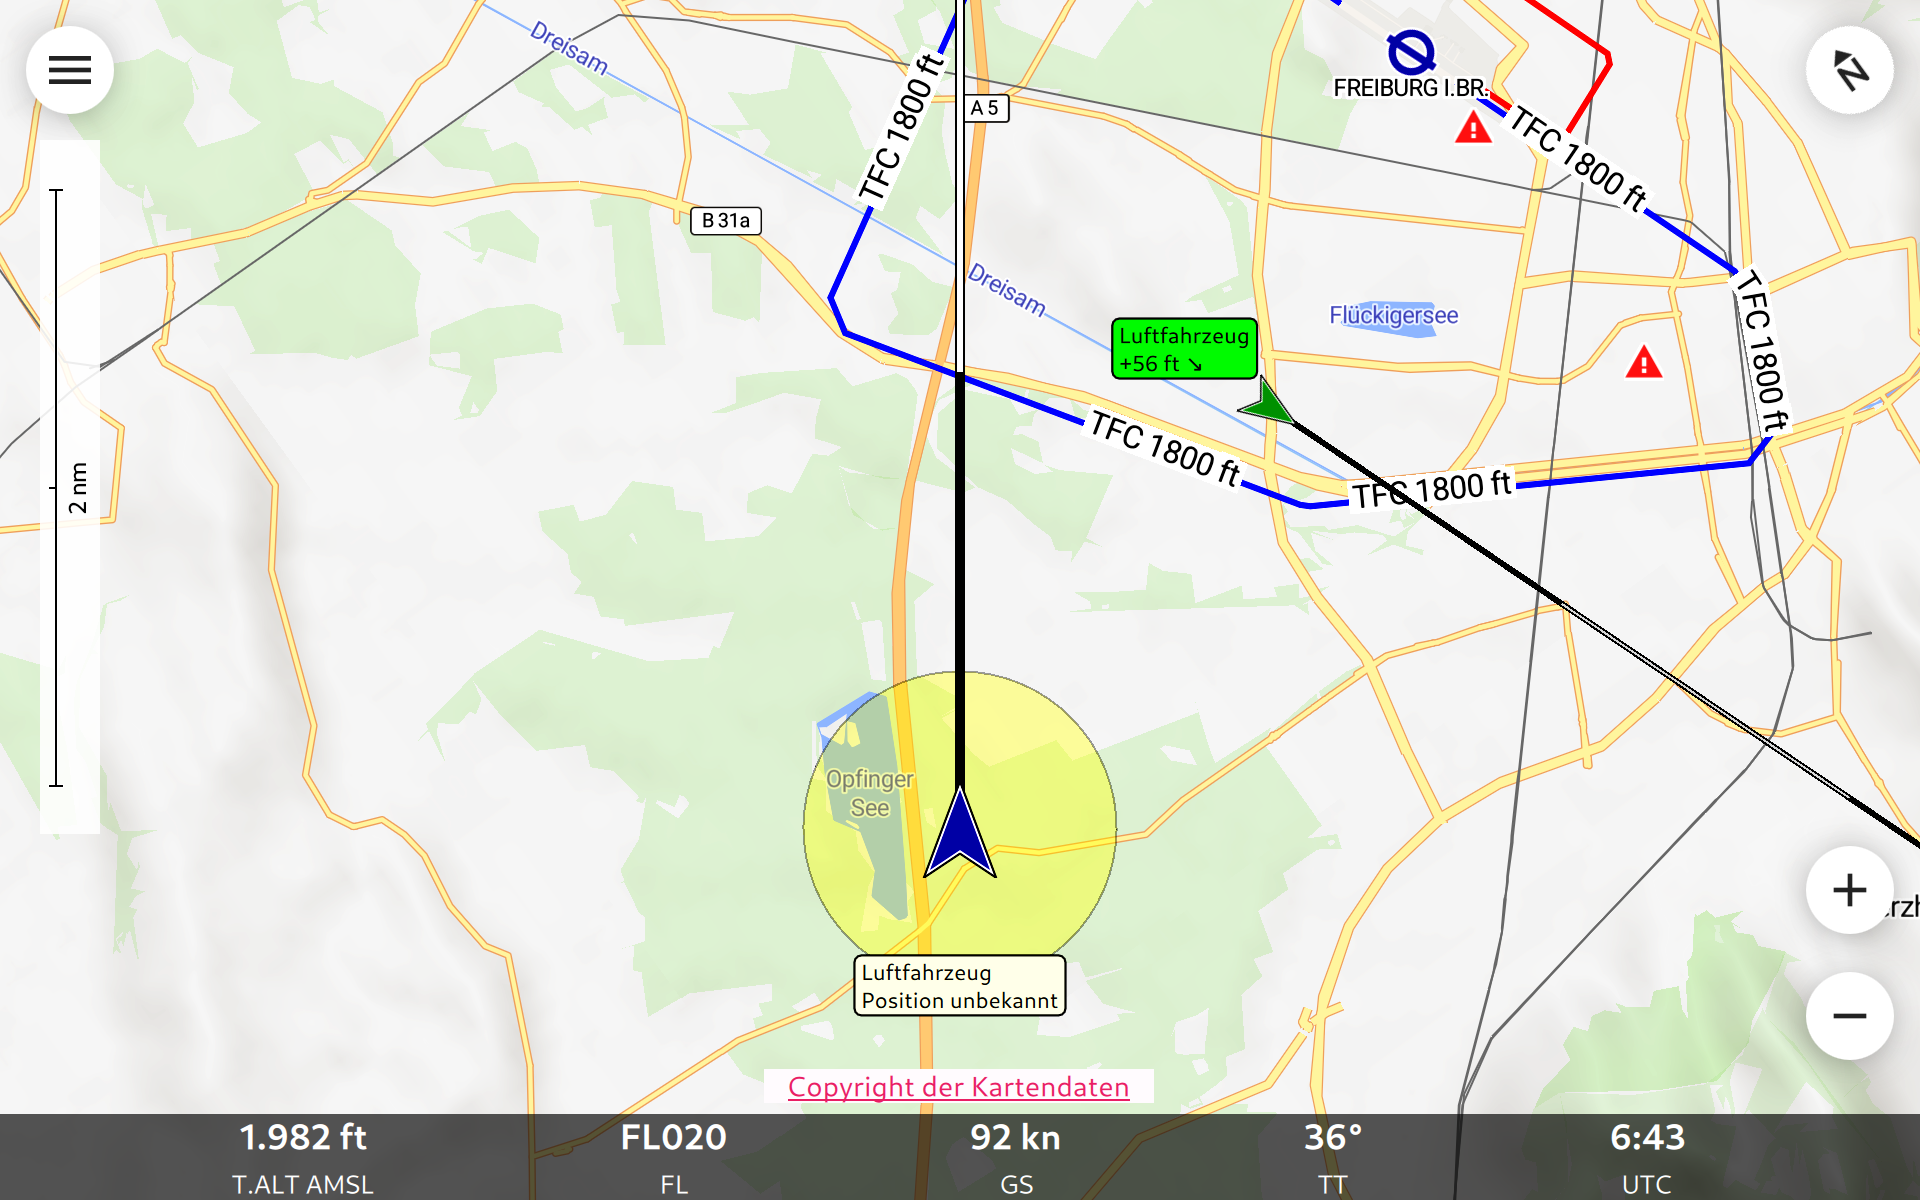 Dreisam
TFC 1800 ft
A 5
FREIBURG I.BR.
TFC 1800 ft
B 31a
Dreisam
Flückigersee
TFC 1800 ft
Luftfahrzeug
+56 ft ↘
TFC 1800 ft
TFC 1800 ft
2 nm
N
Opfinger
See
Luftfahrzeug
Position unbekannt
Copyright der Kartendaten
1.982 ft
T.ALT AMSL
FL020
FL
92 kn
GS
36°
TT
6:43
UTC